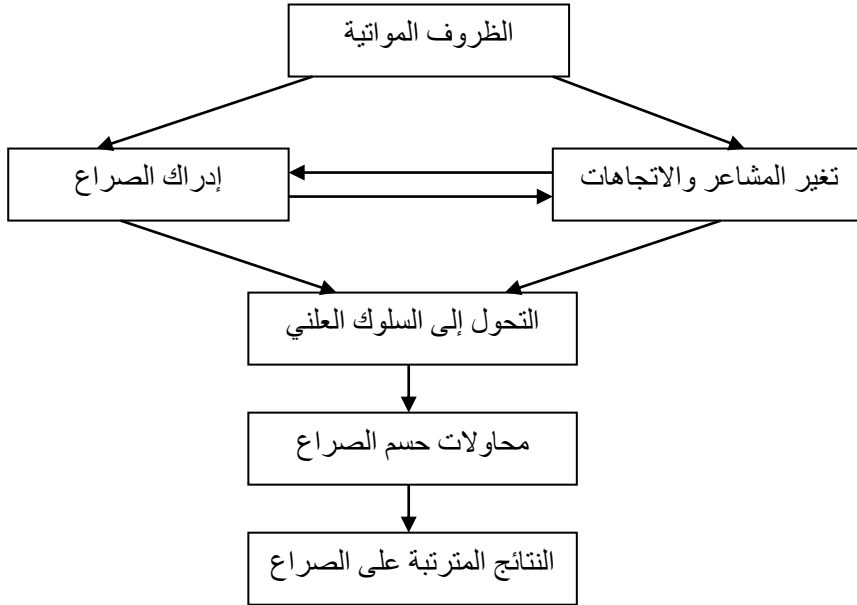 الظروف المواتية
تغير المشاعر والاتجاهات
إدراك الصراع
التحول إلى السلوك العلني
محاولات حسم الصراع
النتائج المترتبة على الصراع